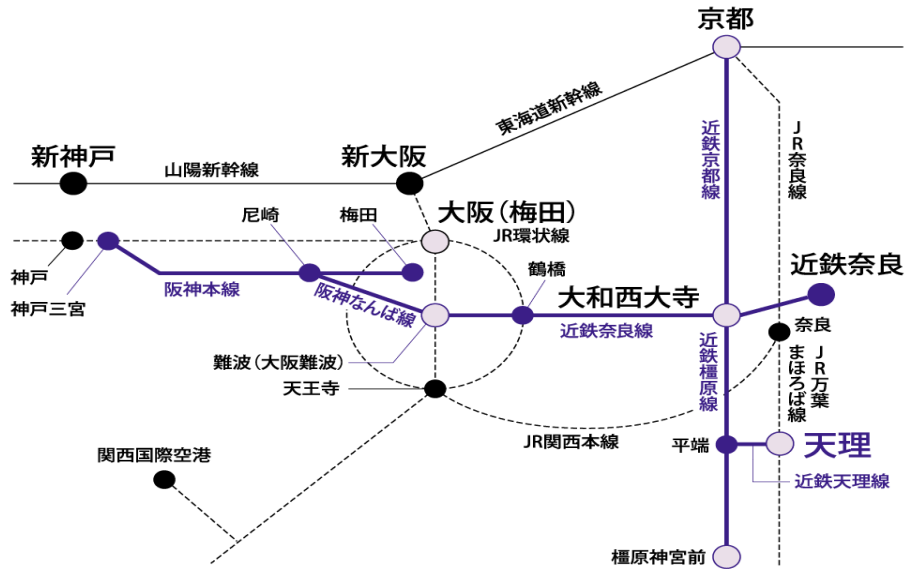 京都
東海道新幹線
近鉄京都線
JR奈良線
新神戸
山陽新幹線
新大阪
尼崎
梅田
大阪(梅田)
JR環状線
神戸
神戸三宮
阪神本線
阪神なんば線
鶴橋
大和西大寺
近鉄奈良
近鉄奈良線
奈良
難波(大阪難波)
天王寺
近鉄橿原線
JR万葉
まほろば線
JR関西本線
関西国際空港
平端
天理
近鉄天理線
橿原神宮前